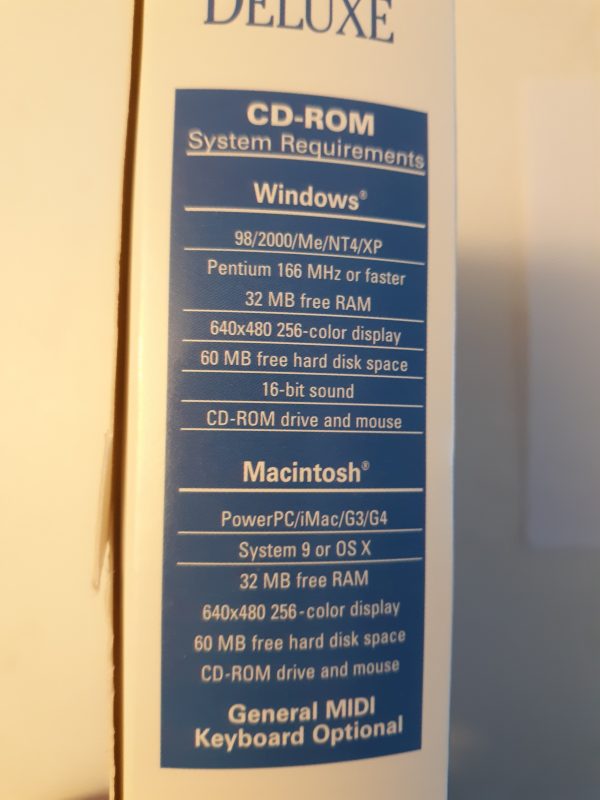 DELUXE
CD-ROM
System Requirements
Windows®
98/2000/Me/NT4/XP
Pentium 166 MHz or faster
32 MB free RAM
640x480 256-color display
60 MB free hard disk space
16-bit sound
CD-ROM drive and mouse
Macintosh®
PowerPC/iMac/G3/G4
System 9 or OS X
32 MB free RAM
640x480 256-color display
60 MB free hard disk space
CD-ROM drive and mouse
General MIDI
Keyboard Optional